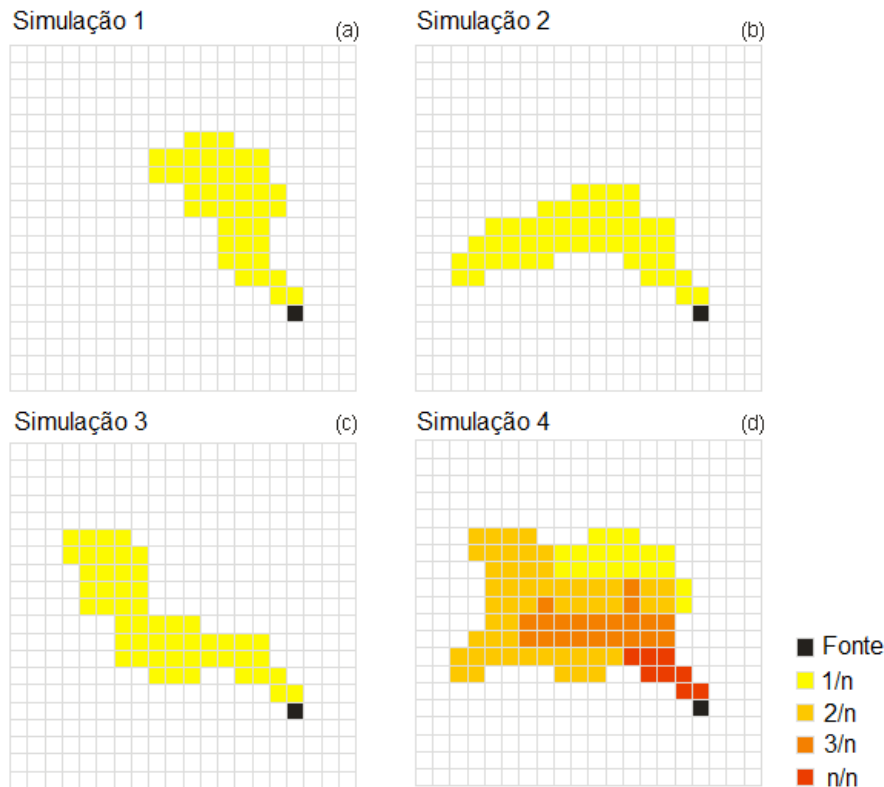 Simulação 1 (a)
Simulação 2 (b)
Simulação 3 (c)
Simulação 4 (d)
Fonte
1/n
2/n
3/n
n/n